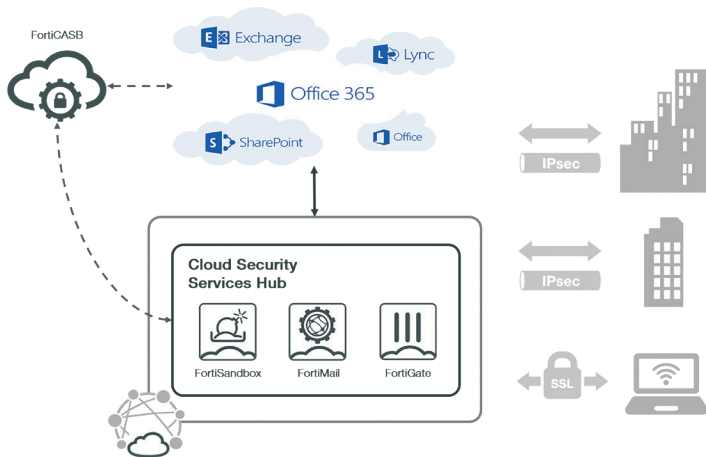 FortiCASB
E Exchange
L Lync
Office 365
S SharePoint
Office
IPsec
Cloud Security
Services Hub
IPsec
FortiSandbox
FortiMail
FortiGate
SSL